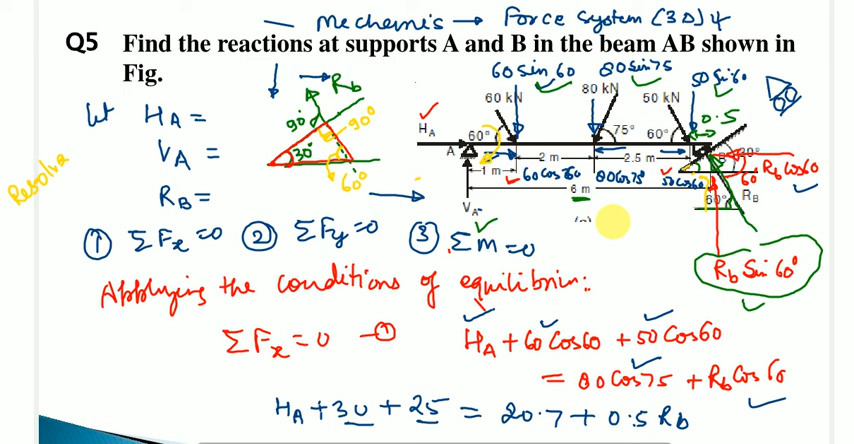 — Mechemis → Force System (3D) 4
Q5 Find the reactions at supports A and B in the beam AB shown in
Fig.
60 sin 60 80 sin 75 50 sin 60
Rb
60 kN 80 kN 50 kN
0.5
90° 90°
let HA =
HA
60° 75° 60° 30°
30°
A
VA =
2 m 2.5 m
60°
1 m 60 cos 60 80 cos 75 50 cos 60 60 Rb cos 60
Resolve
RB =
6 m
60° RB
VA
(a)
① ΣFx = 0 ② ΣFy = 0 ③ ΣM = 0
Rb Sin 60°
Applying the conditions of equilibrin:
ΣFx = 0 —① HA + 60 Cos 60 + 50 Cos 60
= 80 Cos 75 + Rb Cos 60
HA + 30 + 25 = 20.7 + 0.5 Rb